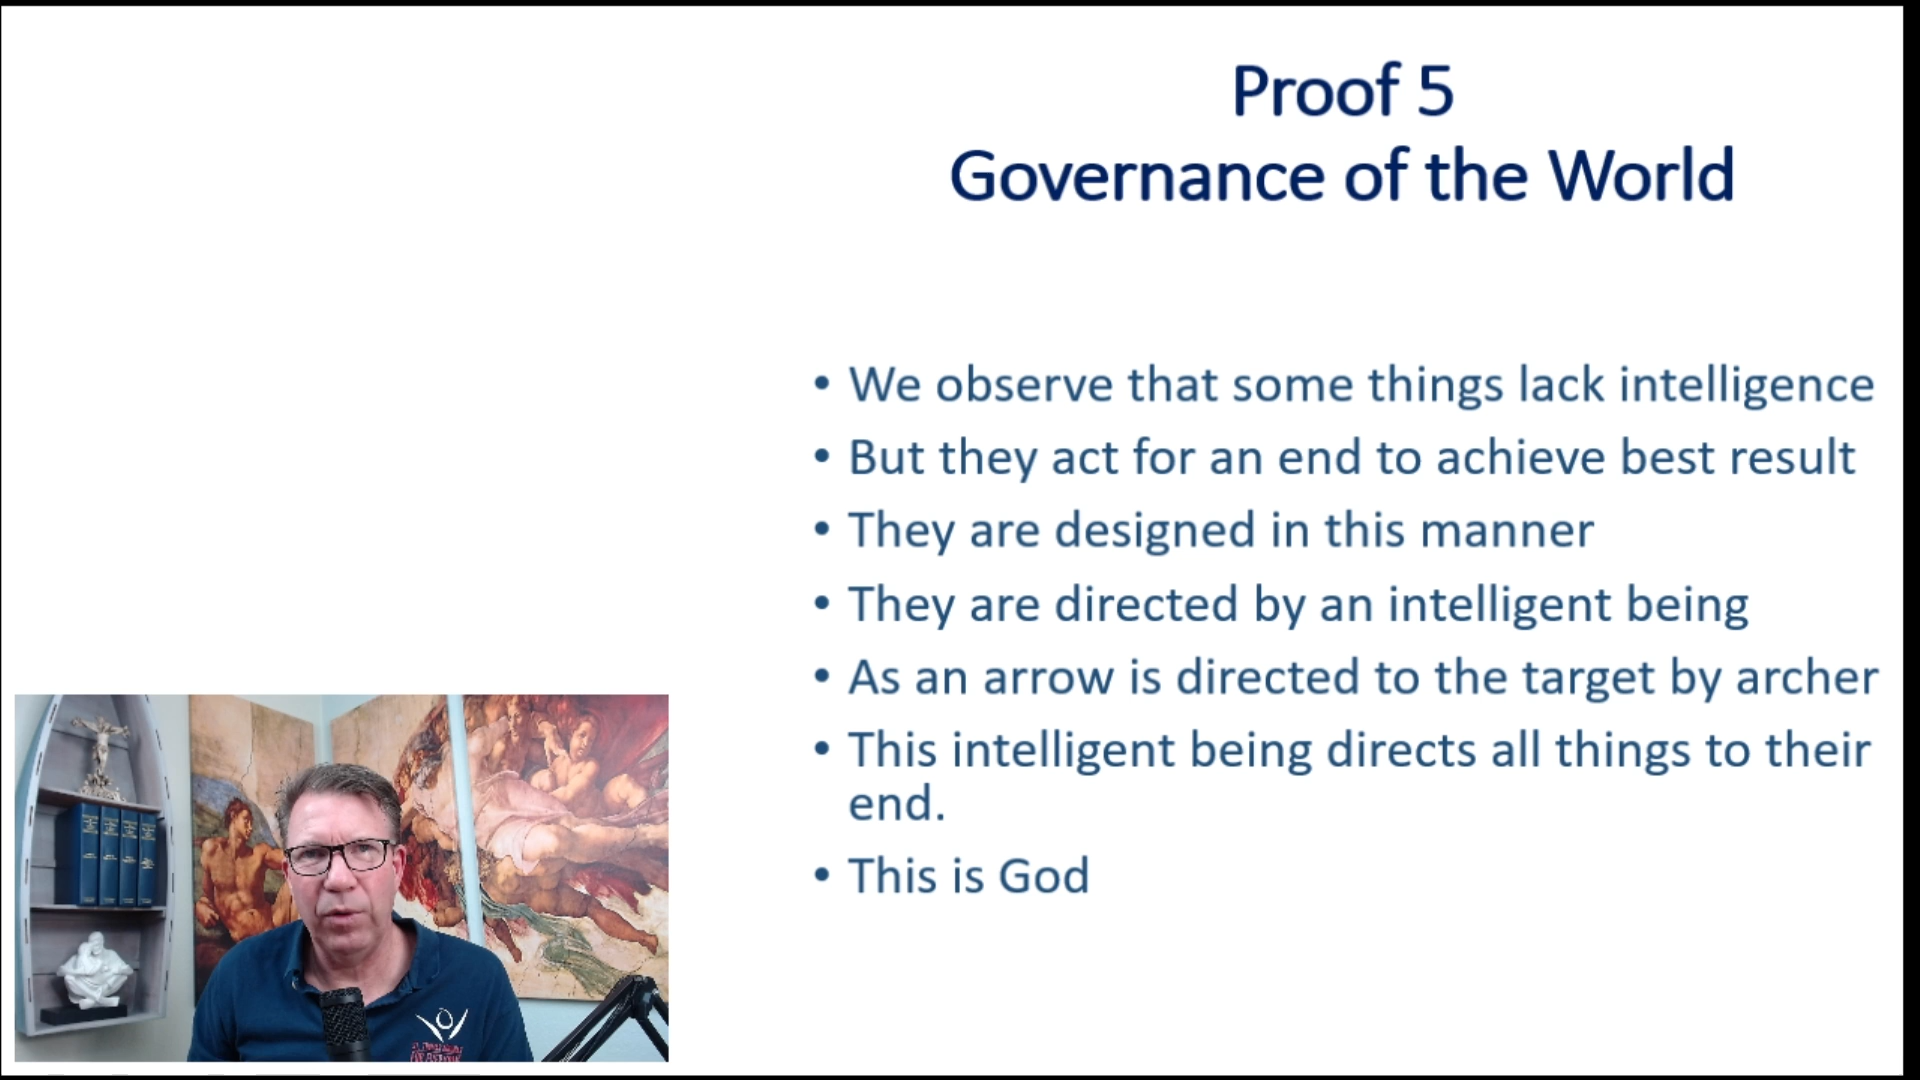 Proof 5
Governance of the World
• We observe that some things lack intelligence
• But they act for an end to achieve best result
• They are designed in this manner
• They are directed by an intelligent being
• As an arrow is directed to the target by archer
• This intelligent being directs all things to their
end.
• This is God